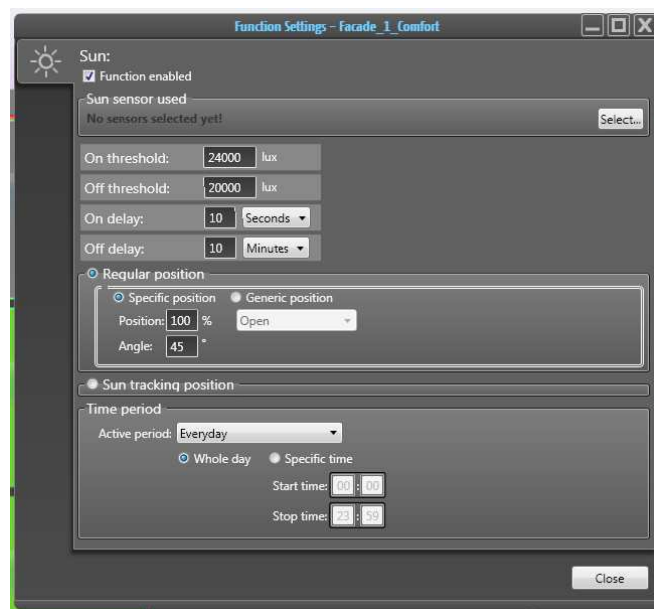 Function Settings - Facade_1_Comfort
Sun:
Function enabled
Sun sensor used
No sensors selected yet!
Select...
On threshold: 24000 lux
Off threshold: 20000 lux
On delay: 10 Seconds
Off delay: 10 Minutes
Regular position
Specific position Generic position
Position: 100 % Open
Angle: 45 °
Sun tracking position
Time period
Active period: Everyday
Whole day Specific time
Start time: 00 : 00
Stop time: 23 : 59
Close